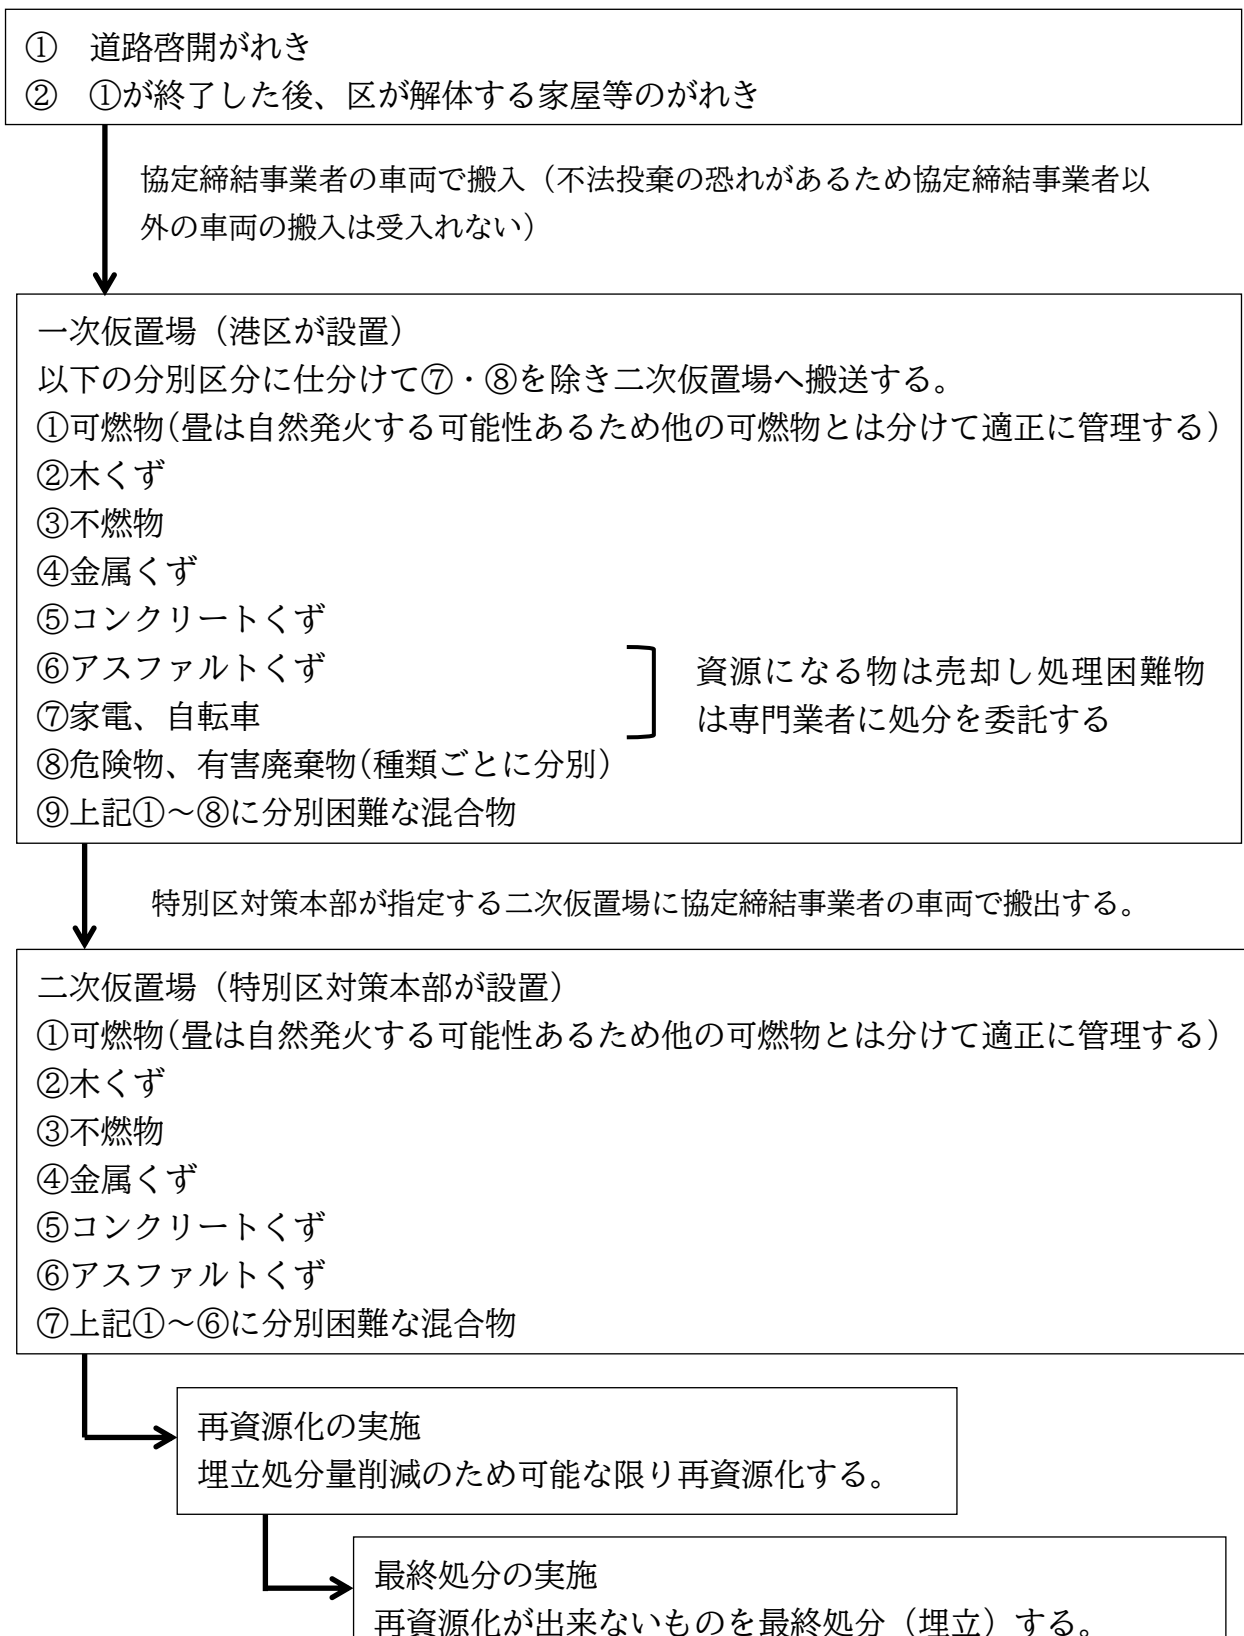 ① 道路啓開がれき
② ①が終了した後、区が解体する家屋等のがれき
協定締結事業者の車両で搬入（不法投棄の恐れがあるため協定締結事業者以
外の車両の搬入は受入れない）
一次仮置場（港区が設置）
以下の分別区分に仕分けて⑦・⑧を除き二次仮置場へ搬送する。
①可燃物(畳は自然発火する可能性あるため他の可燃物とは分けて適正に管理する)
②木くず
③不燃物
④金属くず
⑤コンクリートくず
⑥アスファルトくず
⑦家電、自転車
資源になる物は売却し処理困難物
は専門業者に処分を委託する
⑧危険物、有害廃棄物(種類ごとに分別)
⑨上記①～⑧に分別困難な混合物
特別区対策本部が指定する二次仮置場に協定締結事業者の車両で搬出する。
二次仮置場（特別区対策本部が設置）
①可燃物(畳は自然発火する可能性あるため他の可燃物とは分けて適正に管理する)
②木くず
③不燃物
④金属くず
⑤コンクリートくず
⑥アスファルトくず
⑦上記①～⑥に分別困難な混合物
再資源化の実施
埋立処分量削減のため可能な限り再資源化する。
最終処分の実施
再資源化が出来ないものを最終処分（埋立）する。